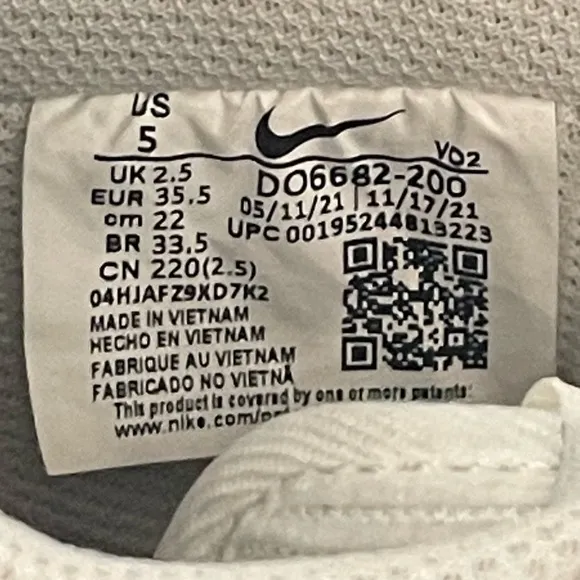 US
5
UK 2.5
EUR 35.5
cm 22
BR 33.5
CN 220(2.5)
04HJAFZ9XD7K2
V02
DO6682-200
05/11/21 | 11/17/21
UPC 00195244813223
MADE IN VIETNAM
HECHO EN VIETNAM
FABRIQUE AU VIETNAM
FABRICADO NO VIETNÃ
This product is covered by one or more patents:
www.nike.com/